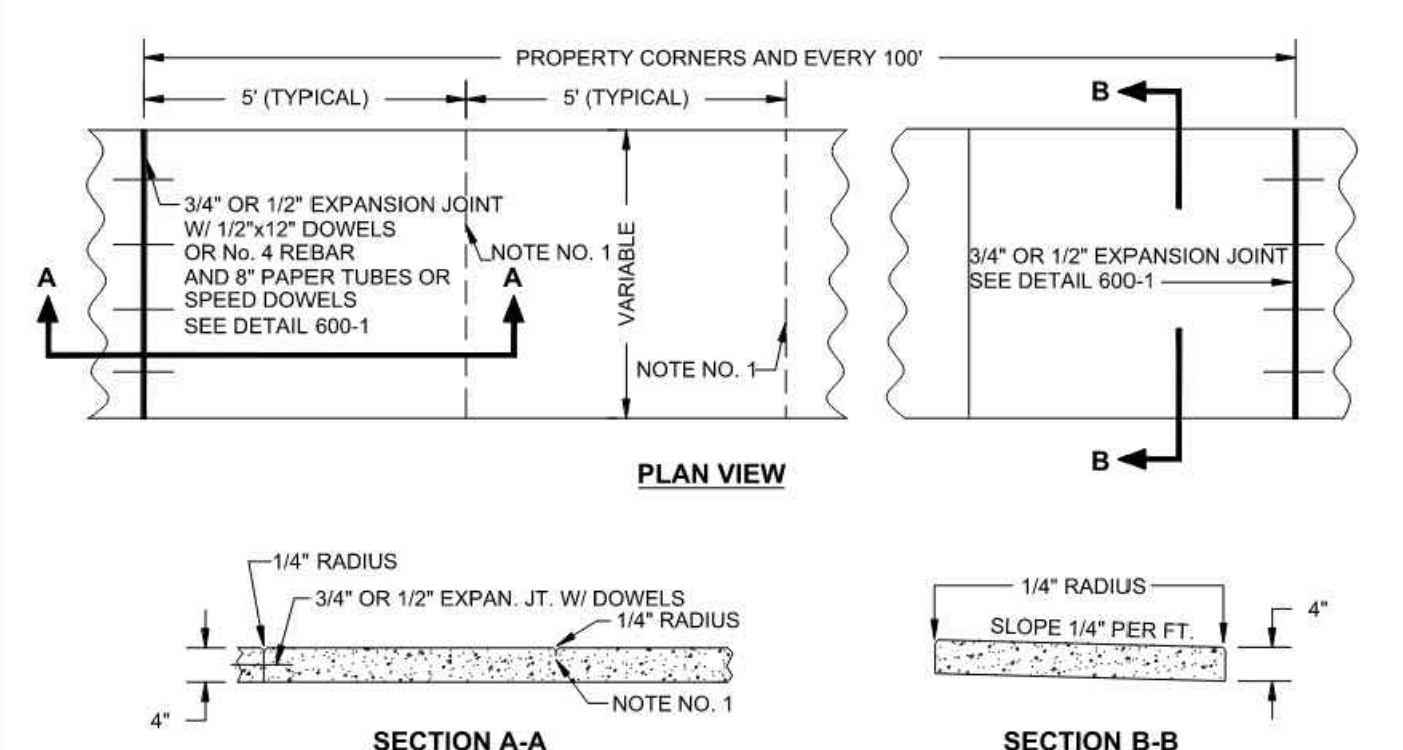 PROPERTY CORNERS AND EVERY 100'
5' (TYPICAL)
5' (TYPICAL)
B
3/4" OR 1/2" EXPANSION JOINT
W/ 1/2"x12" DOWELS
OR No. 4 REBAR
AND 8" PAPER TUBES OR
SPEED DOWELS
SEE DETAIL 600-1
A
A
NOTE NO. 1
VARIABLE
NOTE NO. 1
3/4" OR 1/2" EXPANSION JOINT
SEE DETAIL 600-1
B
PLAN VIEW
1/4" RADIUS
3/4" OR 1/2" EXPAN. JT. W/ DOWELS
1/4" RADIUS
NOTE NO. 1
4"
SECTION A-A
1/4" RADIUS
SLOPE 1/4" PER FT.
4"
SECTION B-B